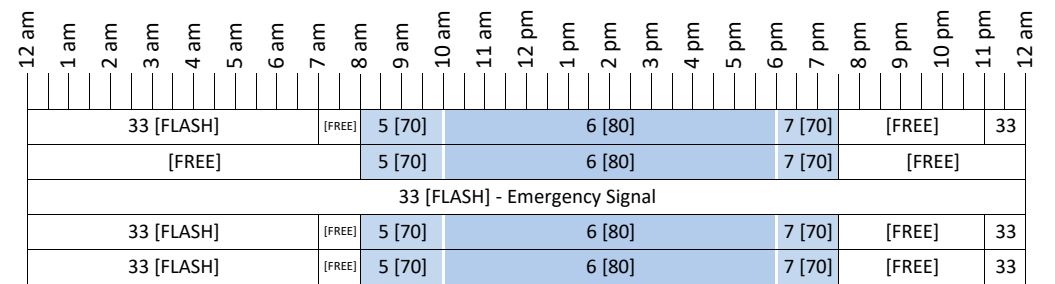 12 am 1 am 2 am 3 am 4 am 5 am 6 am 7 am 8 am 9 am 10 am 11 am 12 pm 1 pm 2 pm 3 pm 4 pm 5 pm 6 pm 7 pm 8 pm 9 pm 10 pm 11 pm 12 am
33 [FLASH] [FREE] 5 [70] 6 [80] 7 [70] [FREE] 33
[FREE] 5 [70] 6 [80] 7 [70] [FREE]
33 [FLASH] - Emergency Signal
33 [FLASH] [FREE] 5 [70] 6 [80] 7 [70] [FREE] 33
33 [FLASH] [FREE] 5 [70] 6 [80] 7 [70] [FREE] 33